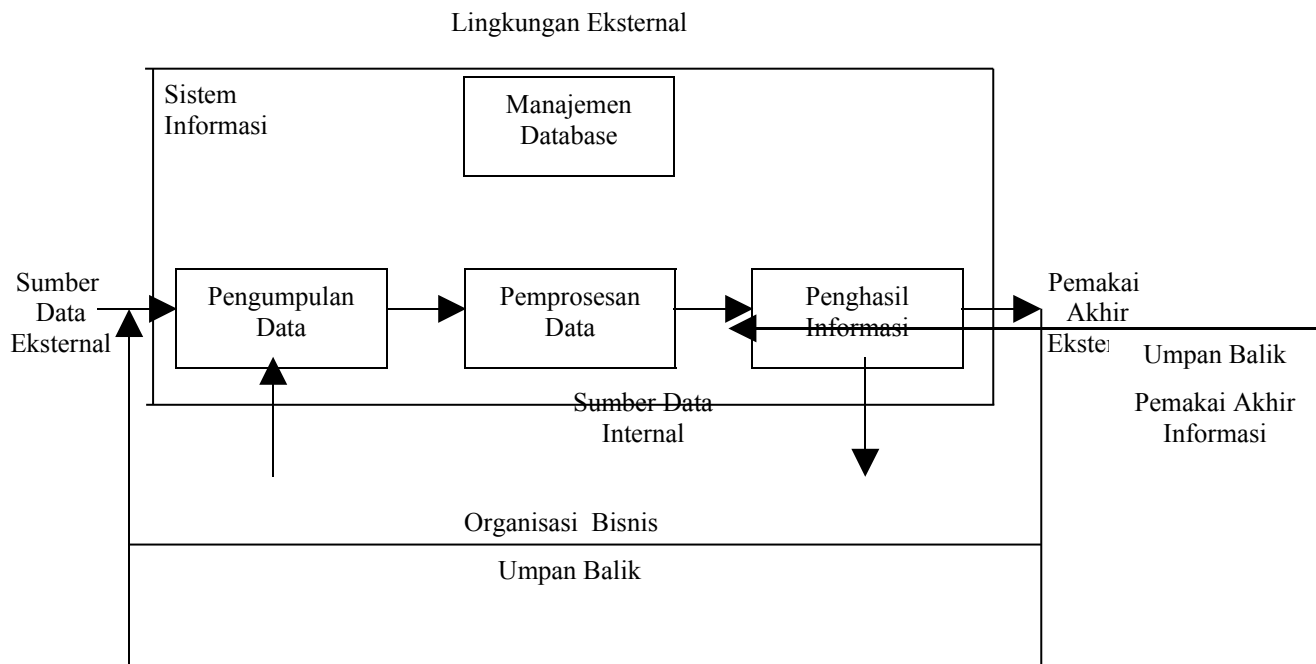 Lingkungan Eksternal
Sistem
Informasi
Manajemen
Database
Sumber
Data
Eksternal
Pengumpulan
Data
Pemprosesan
Data
Penghasil
Informasi
Pemakai
Akhir
Ekste
Umpan Balik
Sumber Data
Internal
Pemakai Akhir
Informasi
Organisasi  Bisnis
Umpan Balik